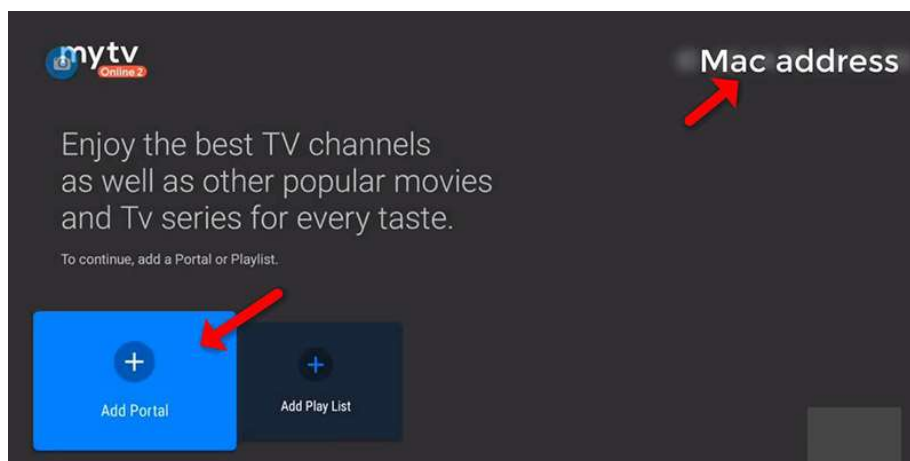 mytv
Online 2
Mac address
Enjoy the best TV channels
as well as other popular movies
and Tv series for every taste.
To continue, add a Portal or Playlist.
Add Portal
Add Play List